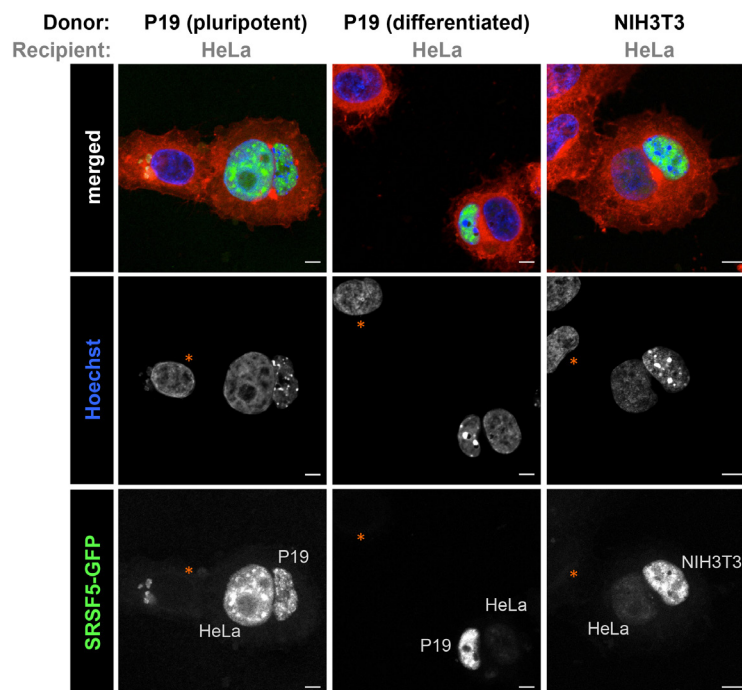 Donor: P19 (pluripotent) P19 (differentiated) NIH3T3
Recipient: HeLa HeLa HeLa
merged
* * *
Hoechst
* * *
SRSF5-GFP
P19
HeLa
HeLa
P19
NIH3T3
HeLa